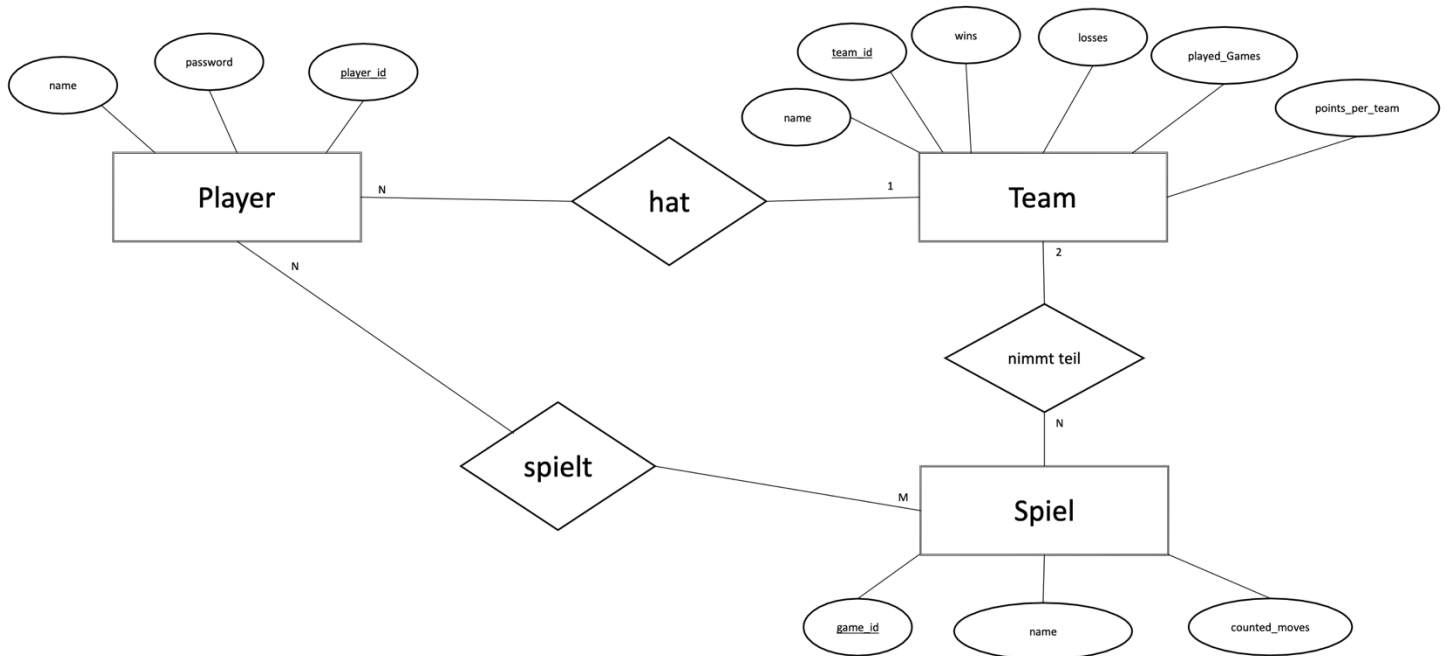 name
password
player_id
team_id
wins
losses
played_Games
points_per_team
name
Player
N
hat
1
Team
N
2
nimmt teil
N
spielt
M
Spiel
game_id
name
counted_moves